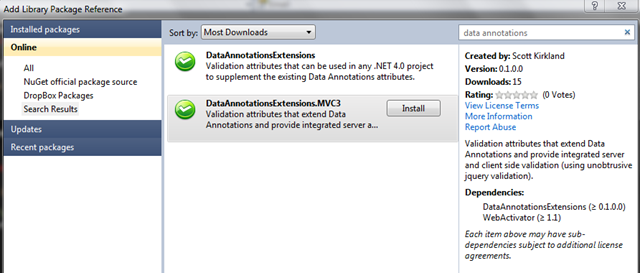 Add Library Package Reference
Installed packages
Online
All
NuGet official package source
DropBox Packages
Search Results
Updates
Recent packages
Sort by: Most Downloads
DataAnnotationsExtensions
Validation attributes that can be used in any .NET 4.0 project
to supplement the existing Data Annotations attributes.
DataAnnotationsExtensions.MVC3
Validation attributes that extend Data
Annotations and provide integrated server a...
Install
data annotations
Created by: Scott Kirkland
Version: 0.1.0.0
Downloads: 15
Rating: (0 Votes)
View License Terms
More Information
Report Abuse
Validation attributes that extend Data
Annotations and provide integrated server
and client side validation (using unobtrusive
jquery validation).
Dependencies:
DataAnnotationsExtensions (≥ 0.1.0.0)
WebActivator (≥ 1.1)
Each item above may have sub-
dependencies subject to additional license
agreements.